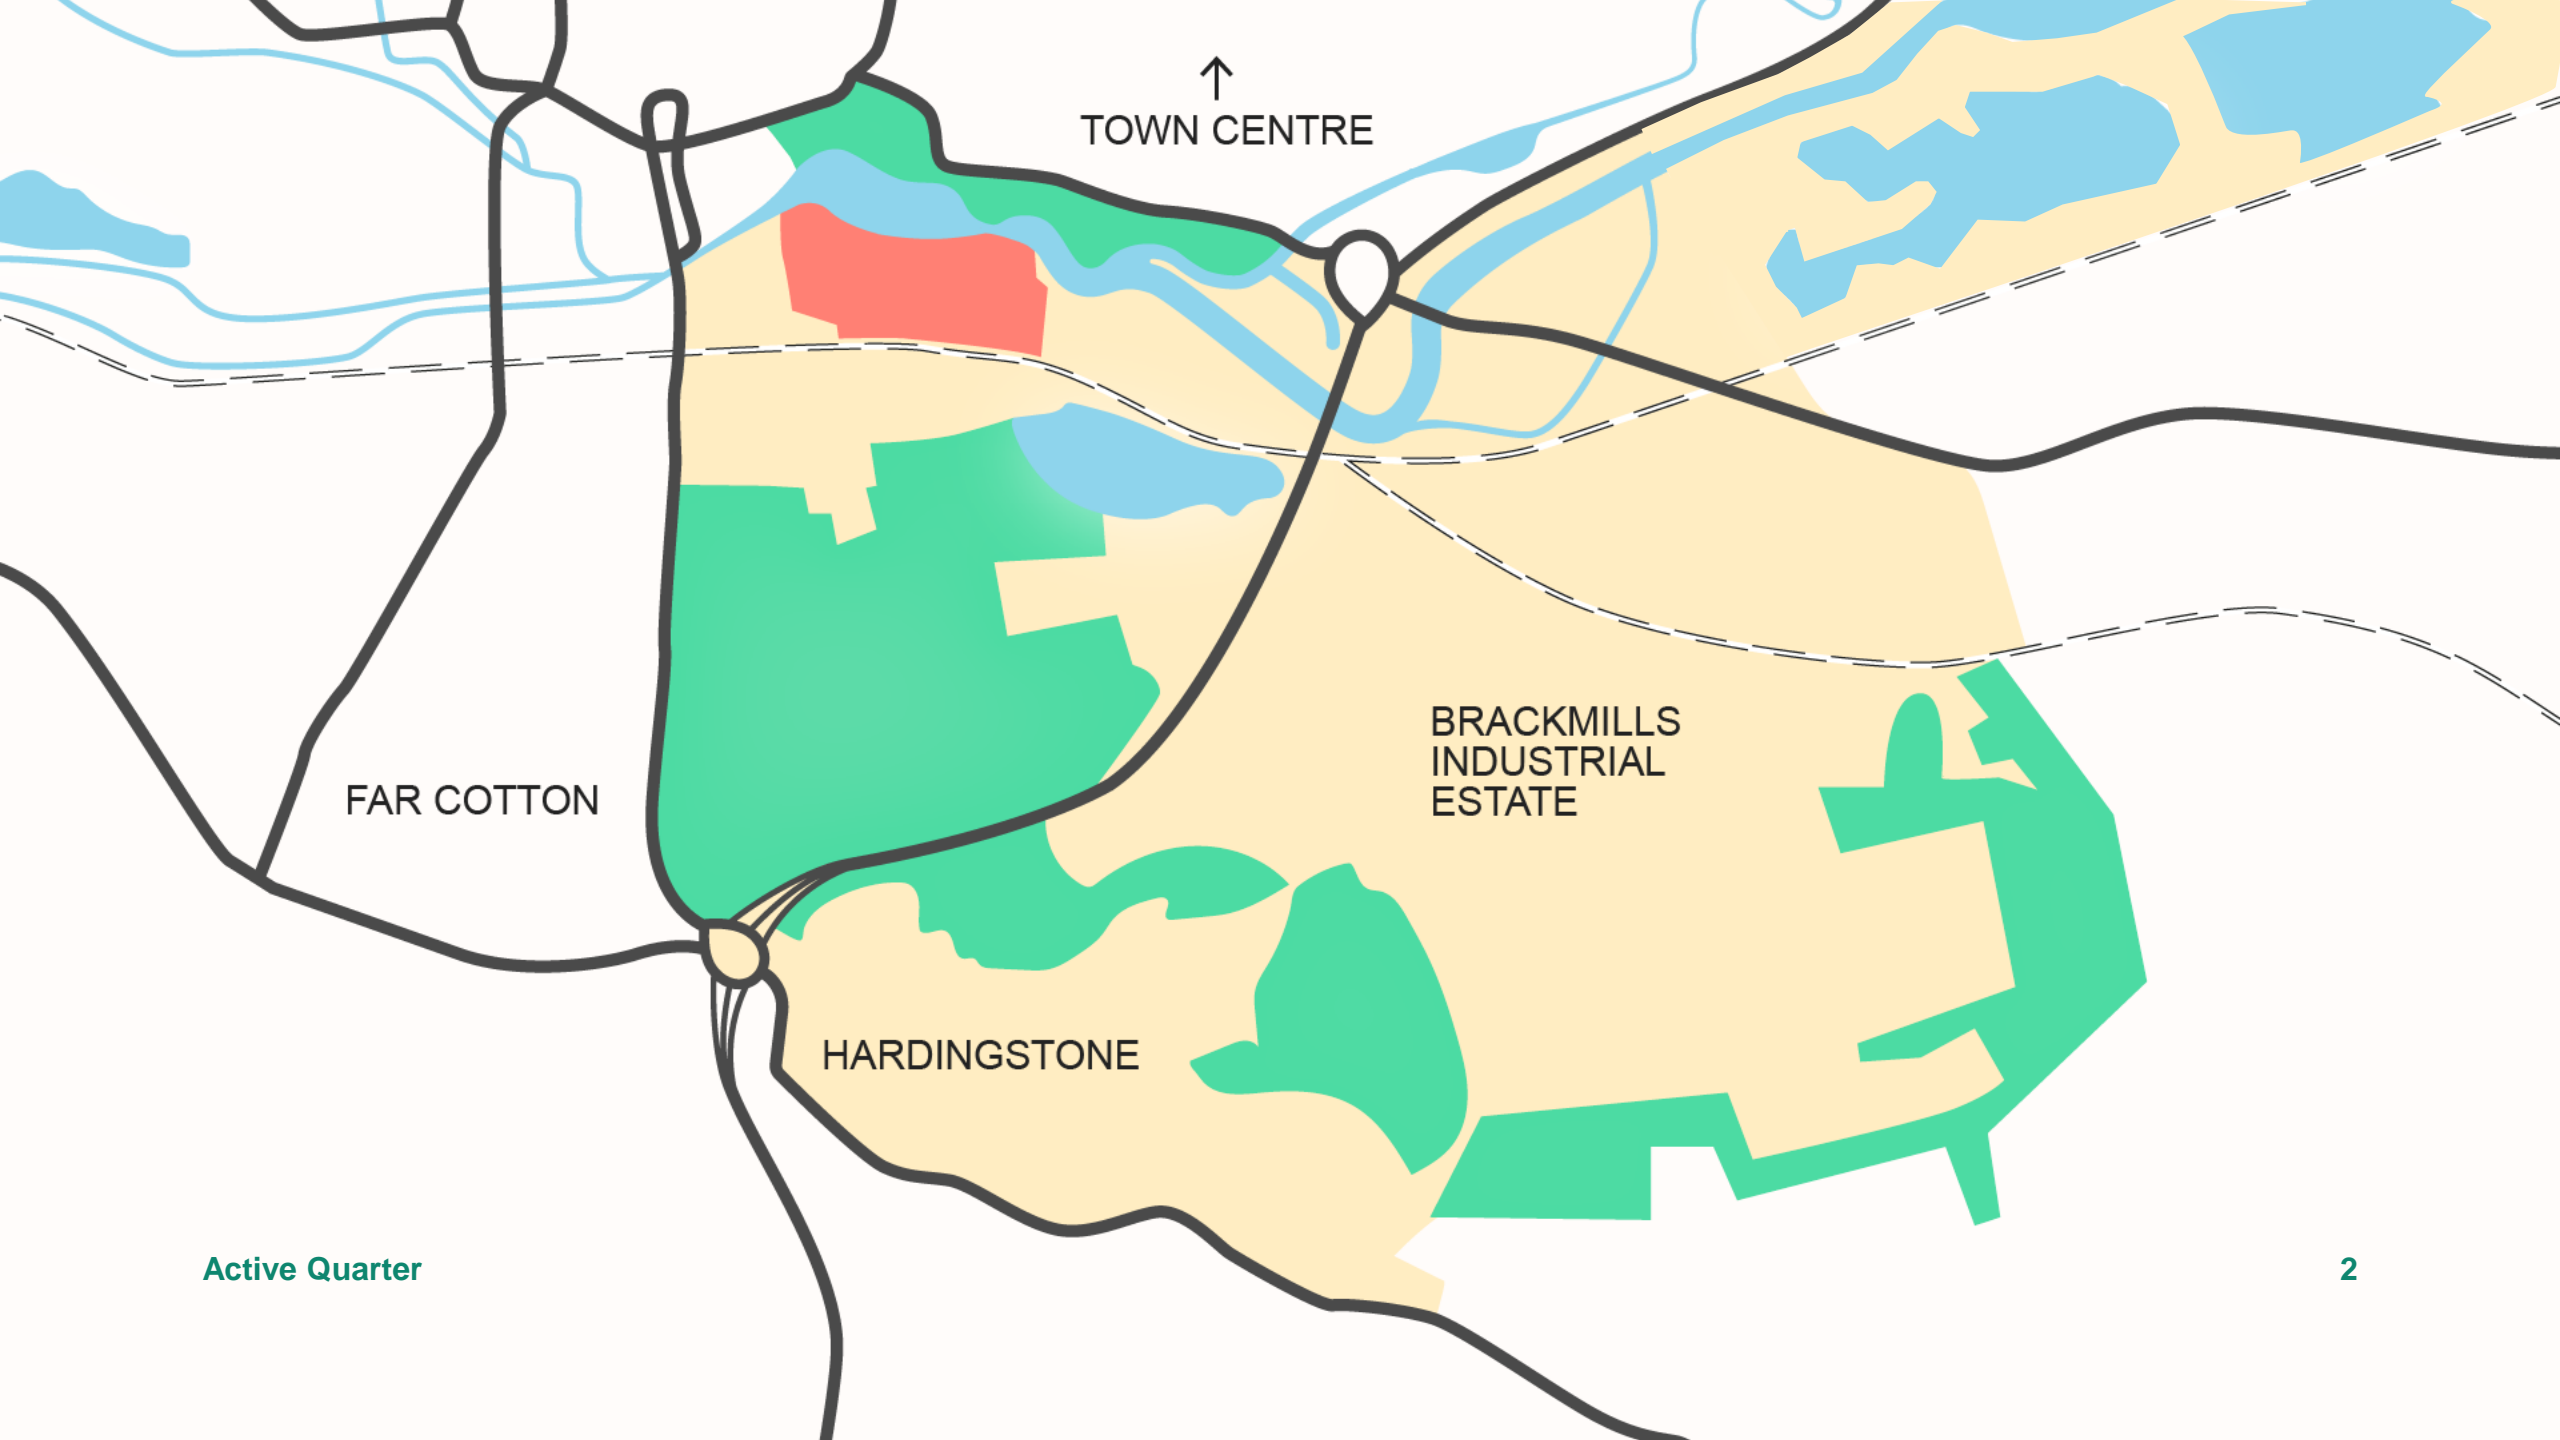 TOWN CENTRE
BRACKMILLS
INDUSTRIAL
ESTATE
FAR COTTON
HARDINGSTONE
Active Quarter
2